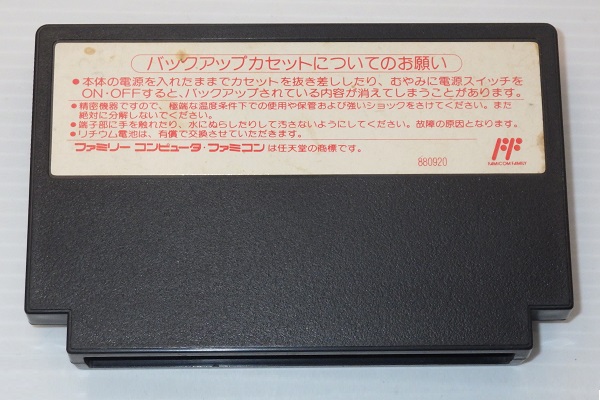 バックアップカセットについてのお願い
●本体の電源を入れたままでカセットを抜き差ししたり、むやみに電源スイッチを
ON・OFFすると、バックアップされている内容が消えてしまうことがあります。
●精密機器ですので、極端な温度条件下での使用や保管および強いショックをさけてください。また
絶対に分解しないでください。
●端子部に手を触れたり、水にぬらしたりして汚さないようにしてください。故障の原因となります。
●リチウム電池は、有償で交換させていただきます。
ファミリー コンピュータ・ファミコンは任天堂の商標です。
880920
FAMICOM FAMILY